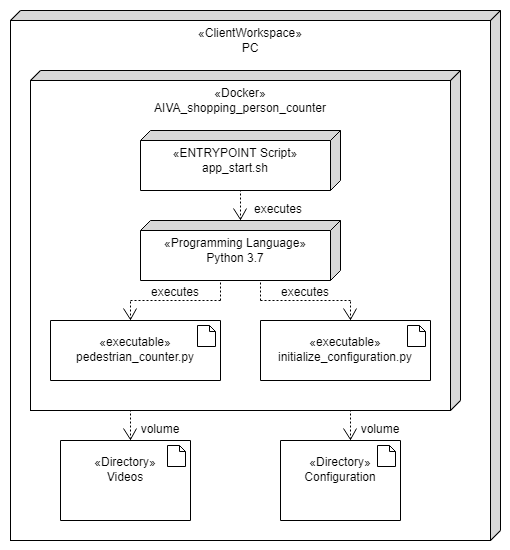 «ClientWorkspace»
PC
«Docker»
AIVA_shopping_person_counter
«ENTRYPOINT Script»
app_start.sh
executes
«Programming Language»
Python 3.7
executes
executes
«executable»
pedestrian_counter.py
«executable»
initialize_configuration.py
volume
volume
«Directory»
Videos
«Directory»
Configuration